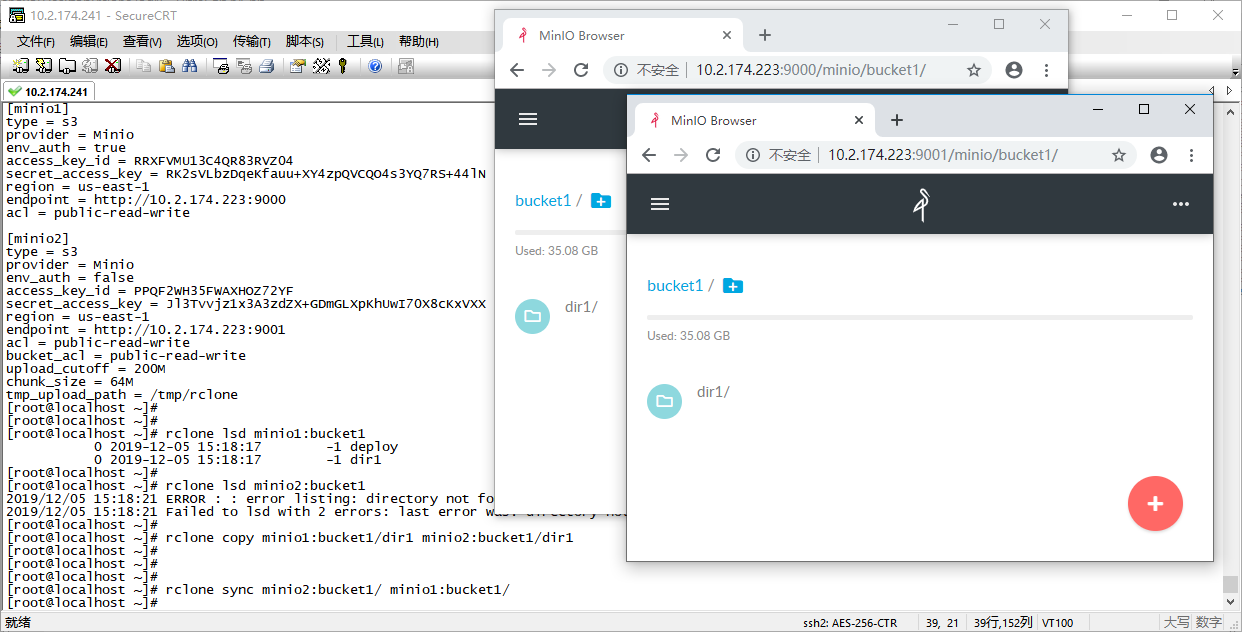 10.2.174.241 - SecureCRT
文件(F) 编辑(E) 查看(V) 选项(O) 传输(T) 脚本(S) 工具(L) 帮助(H)
10.2.174.241
[minio1]
type = s3
provider = Minio
env_auth = true
access_key_id = RRXFVMU13C4QR83RVZ04
secret_access_key = RK2sVLbzDqeKfauu+XY4zpQVCQO4s3YQ7RS+44lN
region = us-east-1
endpoint = http://10.2.174.223:9000
acl = public-read-write
[minio2]
type = s3
provider = Minio
env_auth = false
access_key_id = PPQF2WH35FWAXHOZ72YF
secret_access_key = Jl3Tvvjz1x3A3zdZX+GDmGLXpKhUwI70X8cKxVXX
region = us-east-1
endpoint = http://10.2.174.223:9001
acl = public-read-write
bucket_acl = public-read-write
upload_cutoff = 200M
chunk_size = 64M
tmp_upload_path = /tmp/rclone
[root@localhost ~]#
[root@localhost ~]#
[root@localhost ~]# rclone lsd minio1:bucket1
0 2019-12-05 15:18:17 -1 deploy
0 2019-12-05 15:18:17 -1 dir1
[root@localhost ~]#
[root@localhost ~]# rclone lsd minio2:bucket1
2019/12/05 15:18:21 ERROR : : error listing: directory not fo
2019/12/05 15:18:21 Failed to lsd with 2 errors: last error was: directory not
[root@localhost ~]#
[root@localhost ~]# rclone copy minio1:bucket1/dir1 minio2:bucket1/dir1
[root@localhost ~]#
[root@localhost ~]#
[root@localhost ~]#
[root@localhost ~]# rclone sync minio2:bucket1/ minio1:bucket1/
[root@localhost ~]#
就绪
ssh2: AES-256-CTR 39, 21 39行,152列 VT100 大写 数字
MinIO Browser
不安全 10.2.174.223:9000/minio/bucket1/
bucket1 /
Used: 35.08 GB
dir1/
MinIO Browser
不安全 10.2.174.223:9001/minio/bucket1/
bucket1 /
Used: 35.08 GB
dir1/